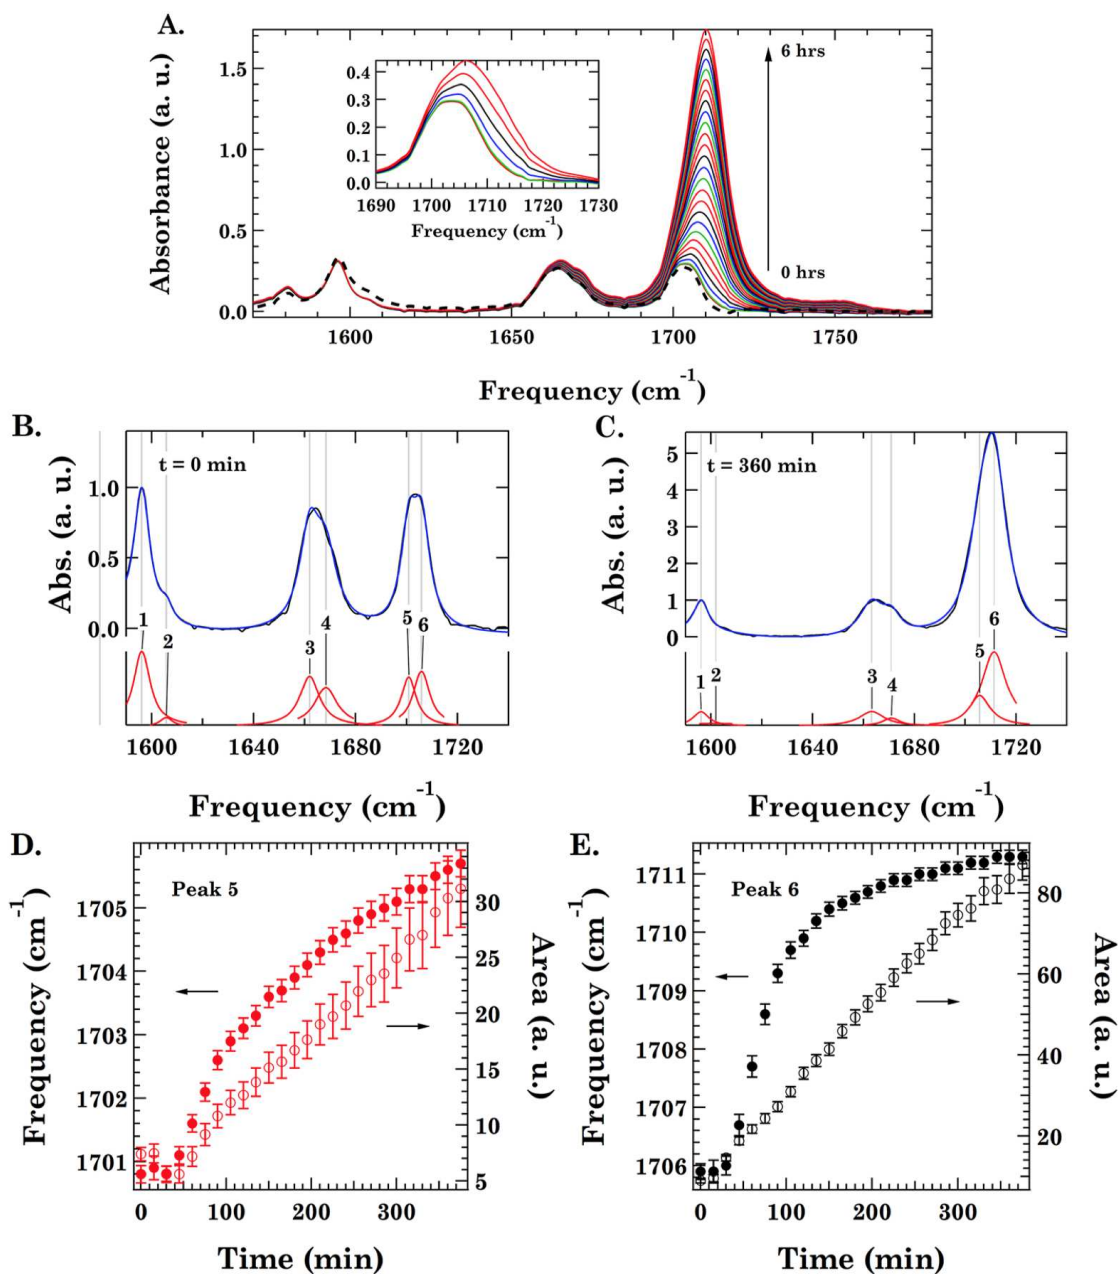 A.
Absorbance (a. u.)
1.5
1.0
0.5
0.0
0.4
0.3
0.2
0.1
0.0
1690 1700 1710 1720 1730
Frequency (cm-1)
6 hrs
0 hrs
1600 1650 1700 1750
Frequency (cm-1)
B.
Abs. (a. u.)
t = 0 min
1.0
0.5
0.0
1 2 3 4 5 6
1600 1640 1680 1720
Frequency (cm-1)
C.
Abs. (a. u.)
t = 360 min
5
4
3
2
1
0
1 2 3 4 5 6
1600 1640 1680 1720
Frequency (cm-1)
D.
Frequency (cm-1)
Peak 5
1705
1704
1703
1702
1701
30
25
20
15
10
5
Area (a. u.)
0 100 200 300
Time (min)
E.
Frequency (cm-1)
Peak 6
1711
1710
1709
1708
1707
1706
80
60
40
20
Area (a. u.)
0 100 200 300
Time (min)